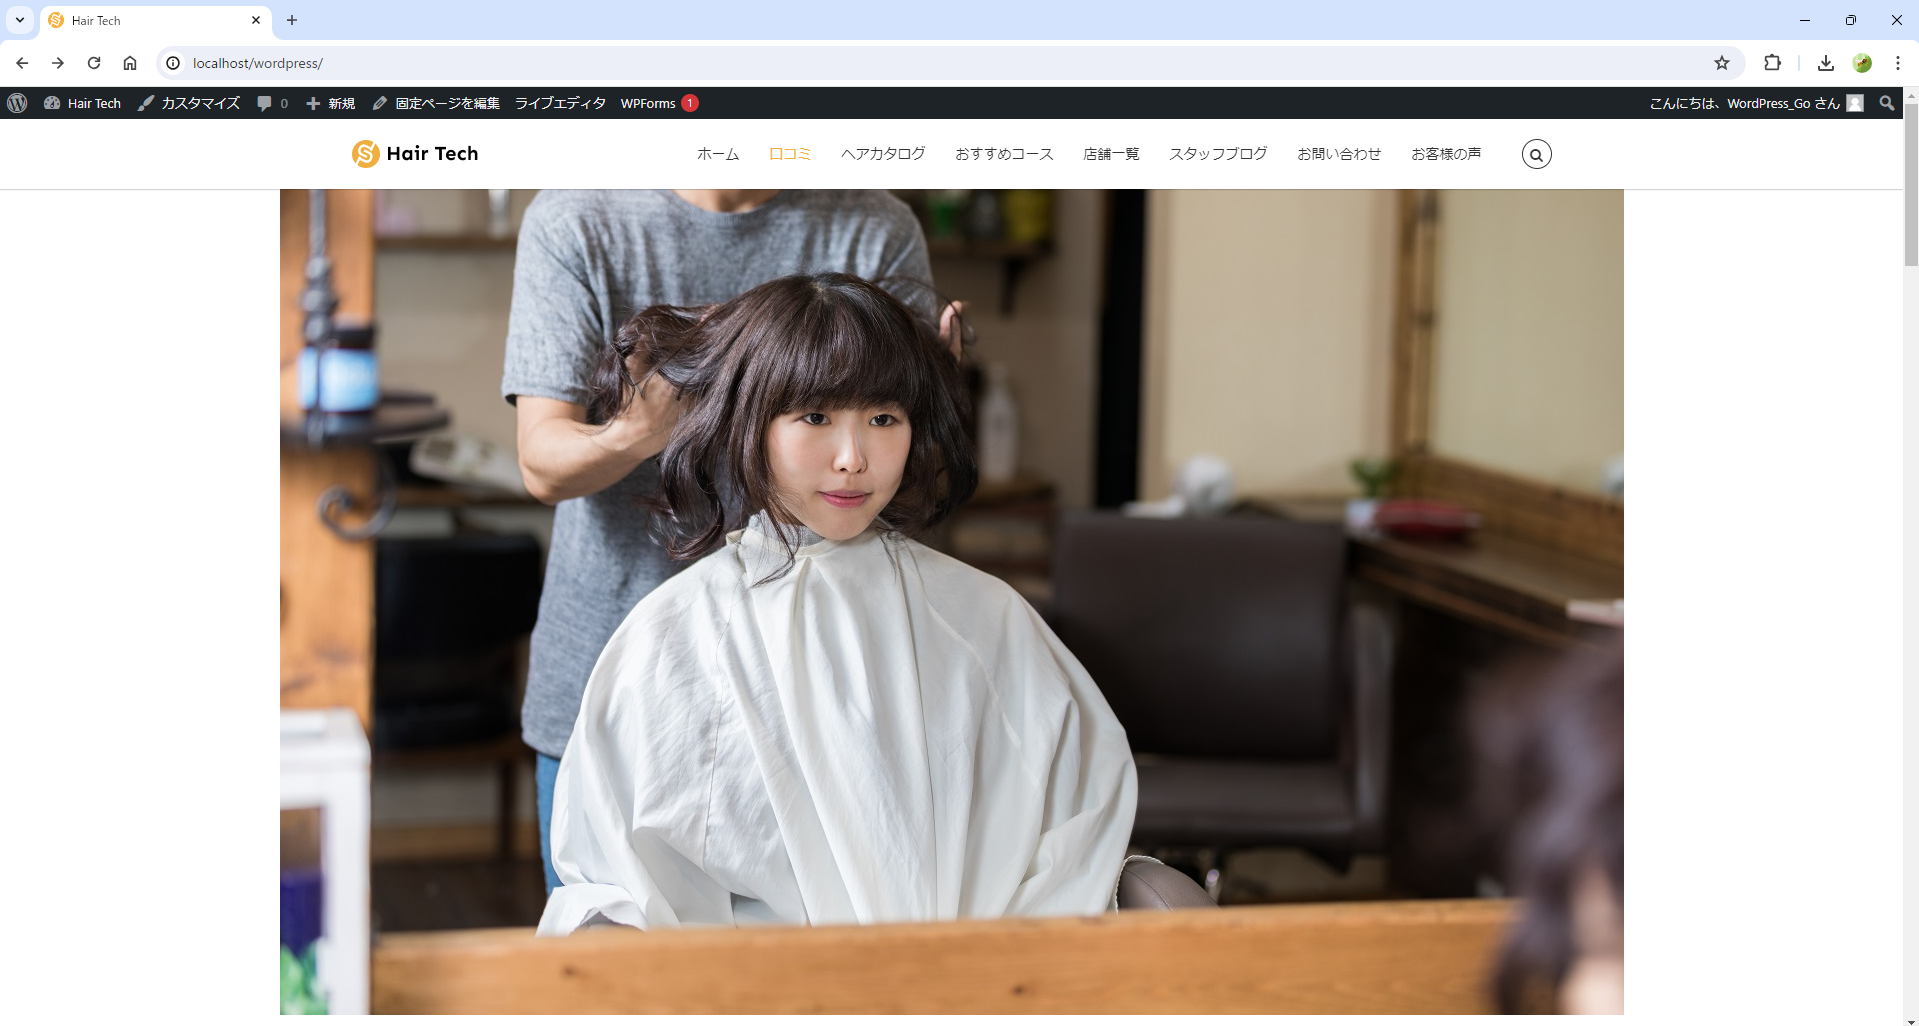 Hair Tech
localhost/wordpress/
Hair Tech カスタマイズ 0 新規 固定ページを編集 ライブエディタ WPForms 1 こんにちは、WordPress_Go さん
Hair Tech ホーム 口コミ ヘアカタログ おすすめコース 店舗一覧 スタッフブログ お問い合わせ お客様の声